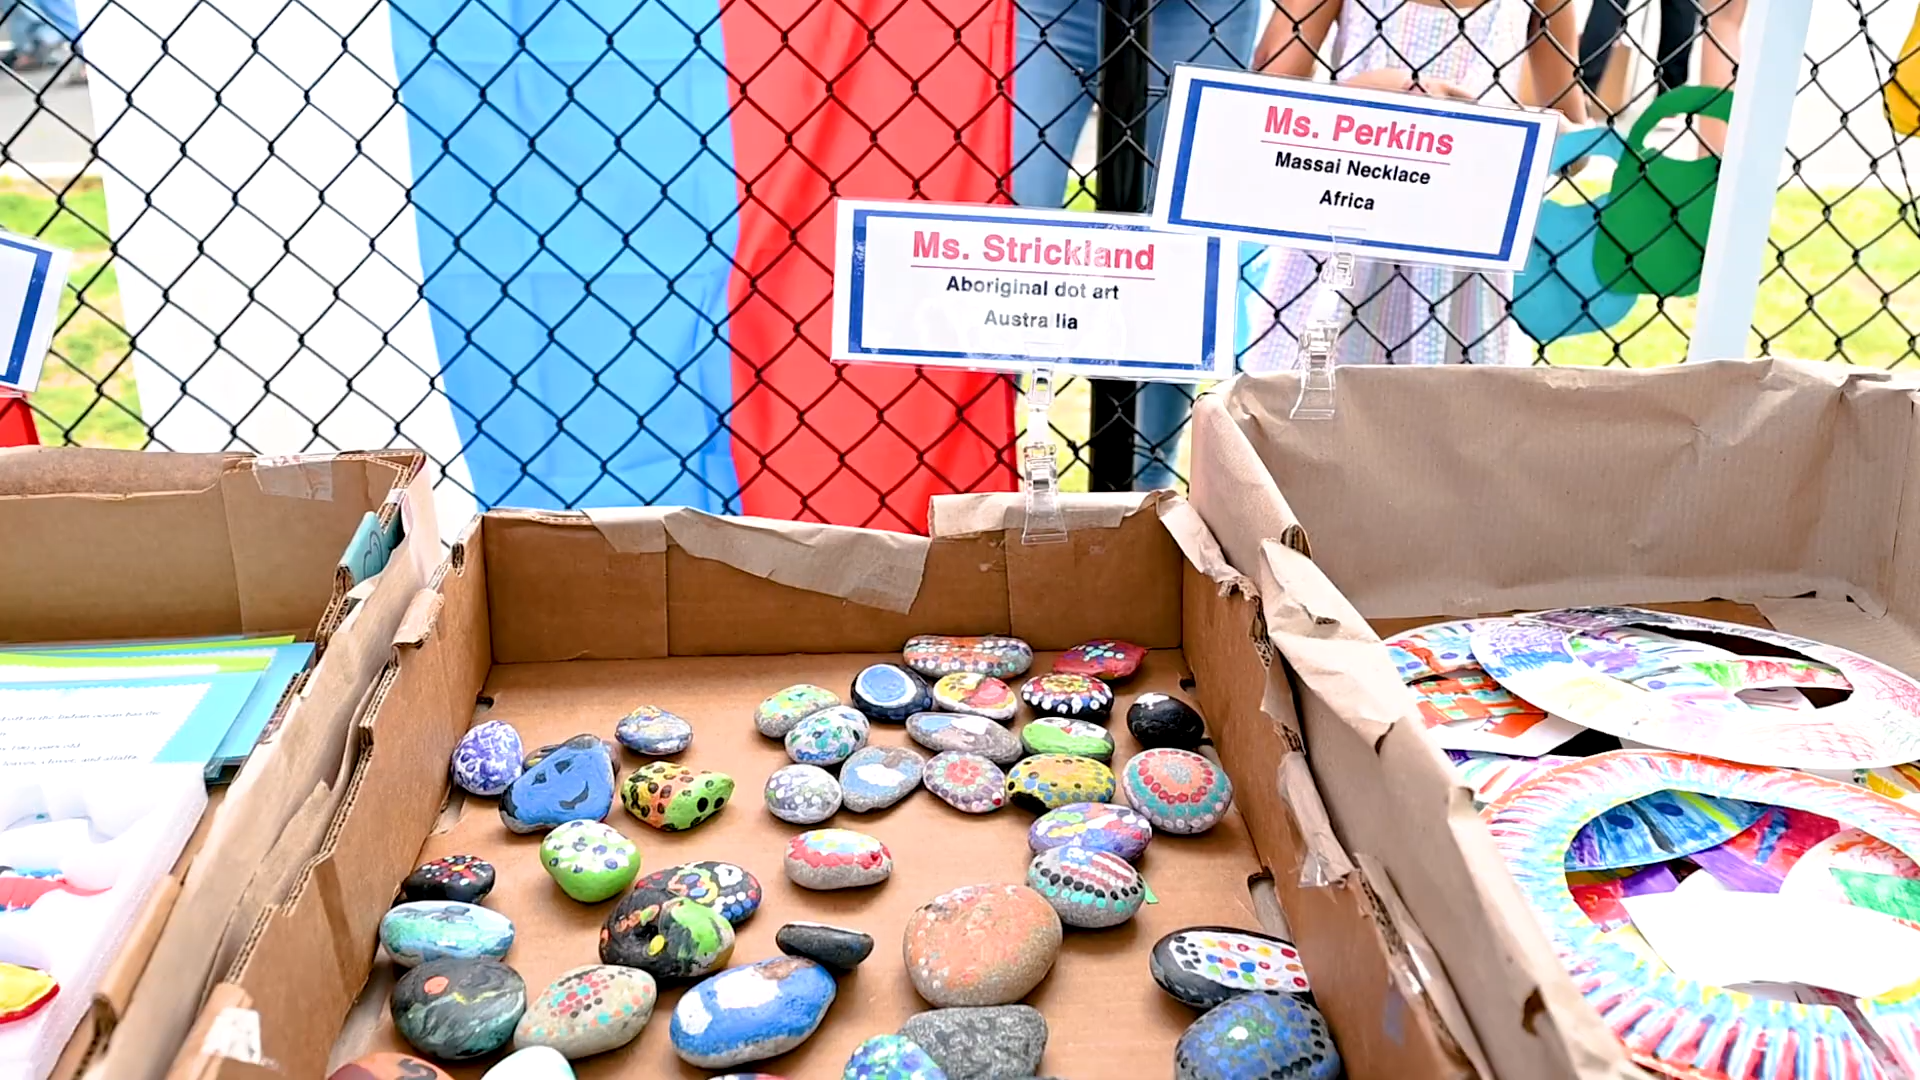 Ms. Perkins
Massai Necklace
Africa
Ms. Strickland
Aboriginal dot art
Australia